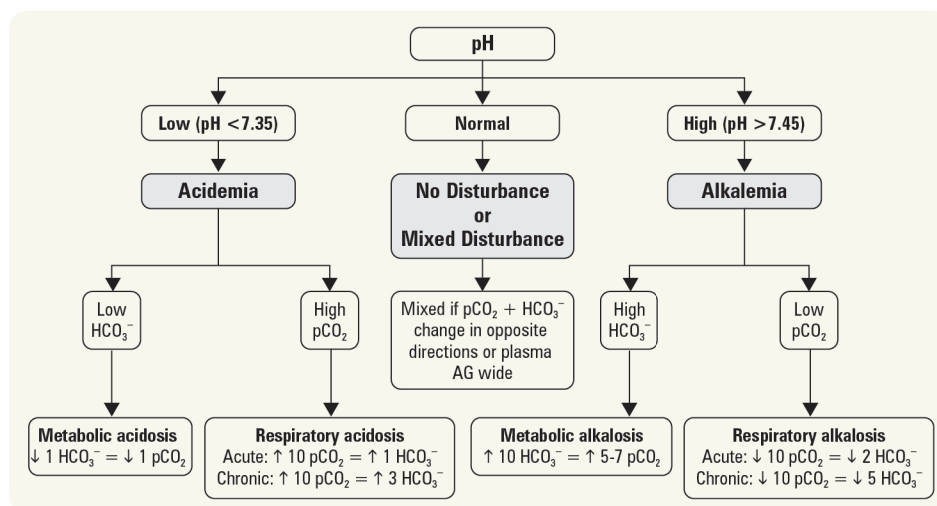 pH
Low (pH <7.35)
Normal
High (pH >7.45)
Acidemia
No Disturbance
or
Mixed Disturbance
Alkalemia
Low
HCO₃⁻
High
pCO₂
Mixed if pCO₂ + HCO₃⁻
change in opposite
directions or plasma
AG wide
High
HCO₃⁻
Low
pCO₂
Metabolic acidosis
↓ 1 HCO₃⁻ = ↓ 1 pCO₂
Respiratory acidosis
Acute: ↑ 10 pCO₂ = ↑ 1 HCO₃⁻
Chronic: ↑ 10 pCO₂ = ↑ 3 HCO₃⁻
Metabolic alkalosis
↑ 10 HCO₃⁻ = ↑ 5-7 pCO₂
Respiratory alkalosis
Acute: ↓ 10 pCO₂ = ↓ 2 HCO₃⁻
Chronic: ↓ 10 pCO₂ = ↓ 5 HCO₃⁻